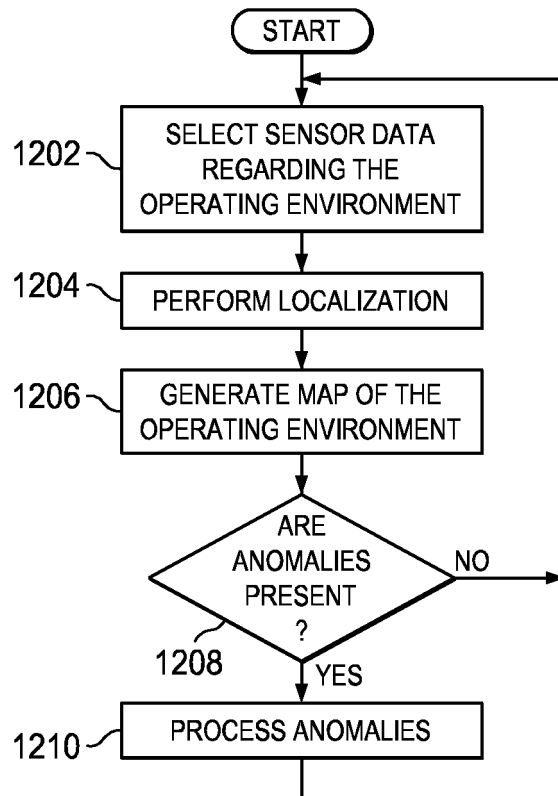 START
1202
SELECT SENSOR DATA
REGARDING THE
OPERATING ENVIRONMENT
1204
PERFORM LOCALIZATION
1206
GENERATE MAP OF THE
OPERATING ENVIRONMENT
ARE
ANOMALIES
PRESENT
?
NO
1208
YES
1210
PROCESS ANOMALIES